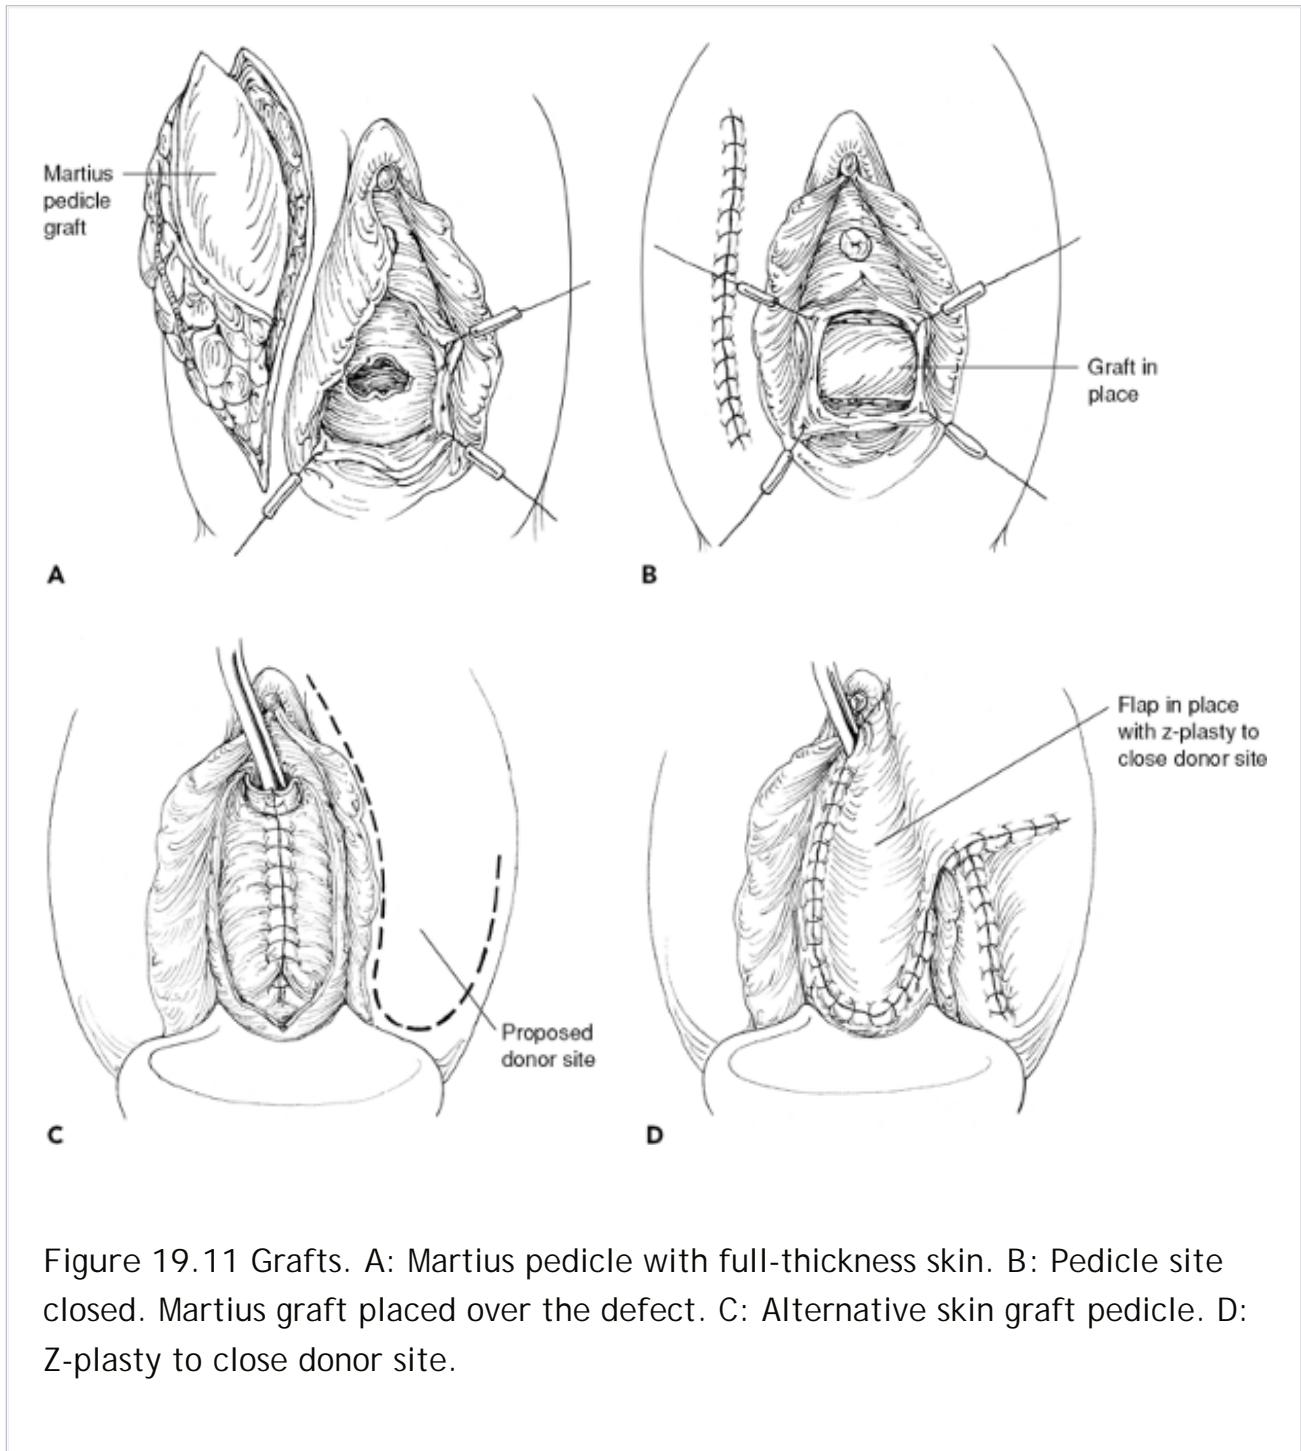 Martius
pedicle
graft
Graft in
place
A
B
Flap in place
with z-plasty to
close donor site
Proposed
donor site
C
D
Figure 19.11 Grafts. A: Martius pedicle with full-thickness skin. B: Pedicle site
closed. Martius graft placed over the defect. C: Alternative skin graft pedicle. D:
Z-plasty to close donor site.